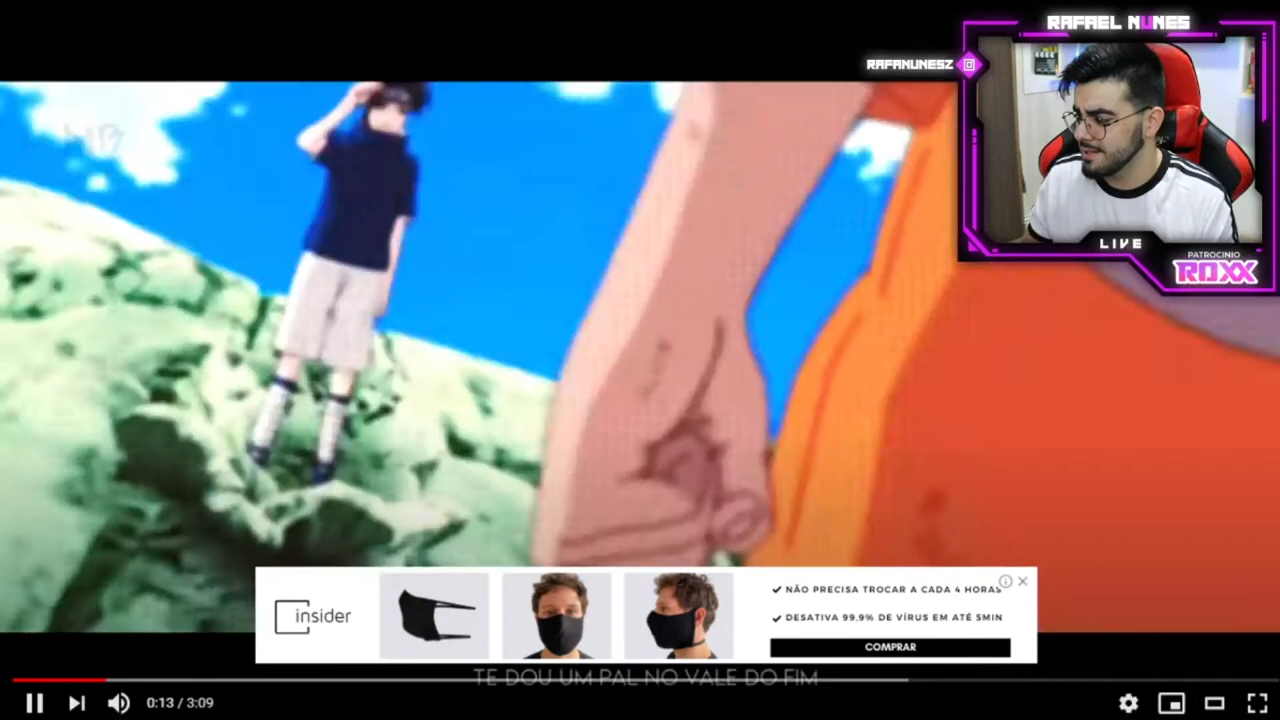 RAFAEL NUNES
RAFANUNESZ
LIVE
PATROCINIO
ROXX
insider
NÃO PRECISA TROCAR A CADA 4 HORAS
DESATIVA 99,9% DE VÍRUS EM ATÉ 5MIN
COMPRAR
TE DOU UM PAL NO VALE DO FIM
0:13 / 3:09